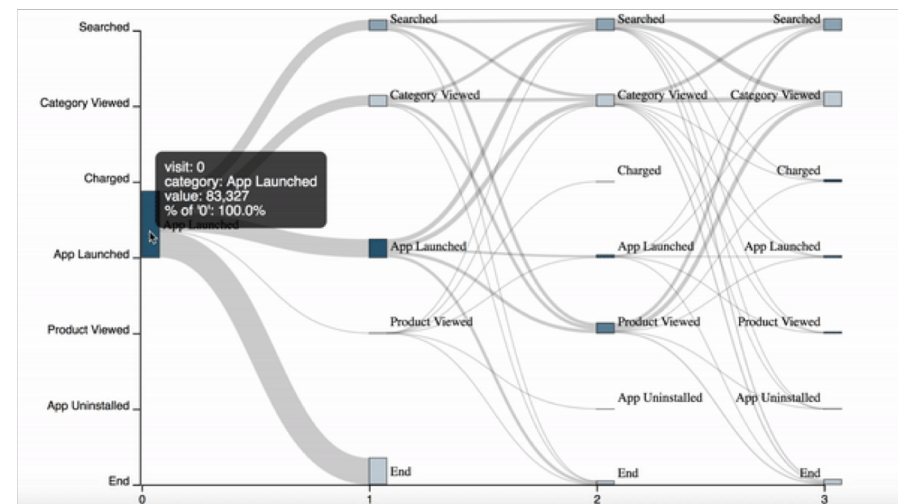 Searched
Category Viewed
Charged
App Launched
Product Viewed
App Uninstalled
End
visit: 0
category: App Launched
value: 83,327
% of '0': 100.0%
App Launched
Searched
Category Viewed
App Launched
Product Viewed
End
Searched
Category Viewed
Charged
App Launched
Product Viewed
App Uninstalled
End
Searched
Category Viewed
Charged
App Launched
Product Viewed
App Uninstalled
End
0
1
2
3